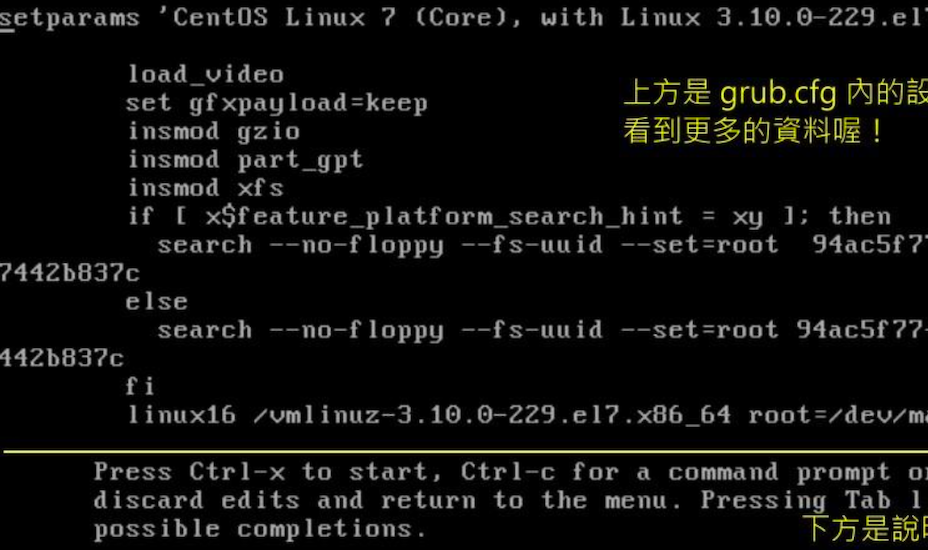 setparams 'CentOS Linux 7 (Core), with Linux 3.10.0-229.el7
load_video
set gfxpayload=keep
上方是 grub.cfg 內的設
insmod gzio
看到更多的資料喔！
insmod part_gpt
insmod xfs
if [ x$feature_platform_search_hint = xy ]; then
search --no-floppy --fs-uuid --set=root  94ac5f77
7442b837c
else
search --no-floppy --fs-uuid --set=root 94ac5f77-
442b837c
fi
linux16 /vmlinuz-3.10.0-229.el7.x86_64 root=/dev/ma
Press Ctrl-x to start, Ctrl-c for a command prompt or
discard edits and return to the menu. Pressing Tab l
possible completions.
下方是說明